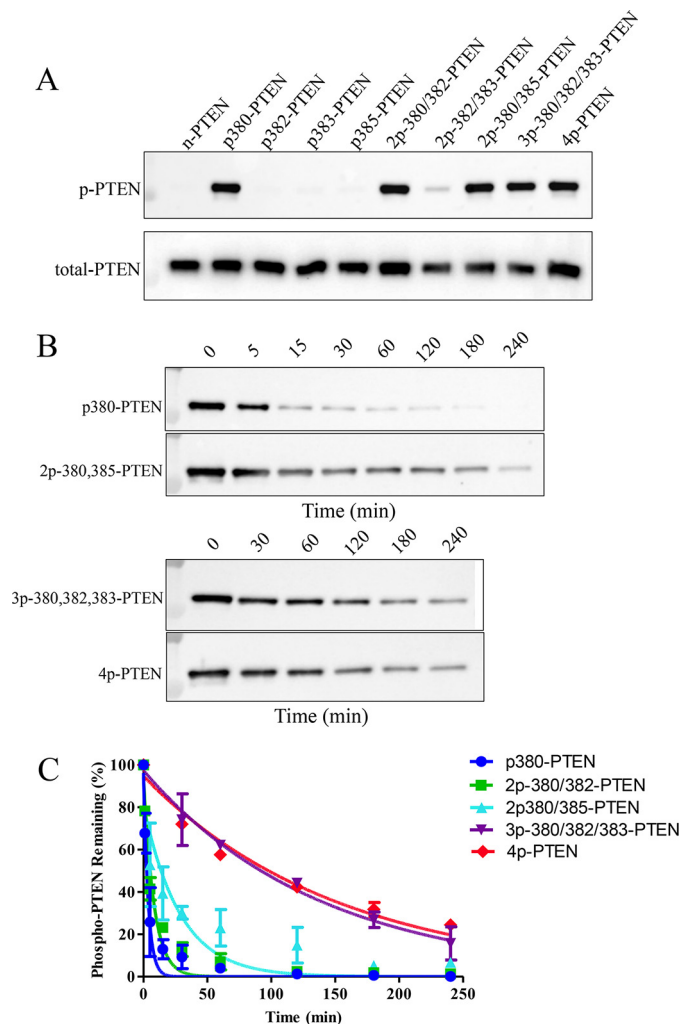 A
n-PTEN
p380-PTEN
p382-PTEN
p383-PTEN
p385-PTEN
2p-380/382-PTEN
2p-382/383-PTEN
2p-380/385-PTEN
3p-380/382/383-PTEN
4p-PTEN
p-PTEN
total-PTEN
B
0 5 15 30 60 120 180 240
p380-PTEN
2p-380,385-PTEN
Time (min)
0 30 60 120 180 240
3p-380,382,383-PTEN
4p-PTEN
Time (min)
C
Phospho-PTEN Remaining (%)
100
80
60
40
20
0
0 50 100 150 200 250
Time (min)
p380-PTEN
2p-380/382-PTEN
2p380/385-PTEN
3p-380/382/383-PTEN
4p-PTEN